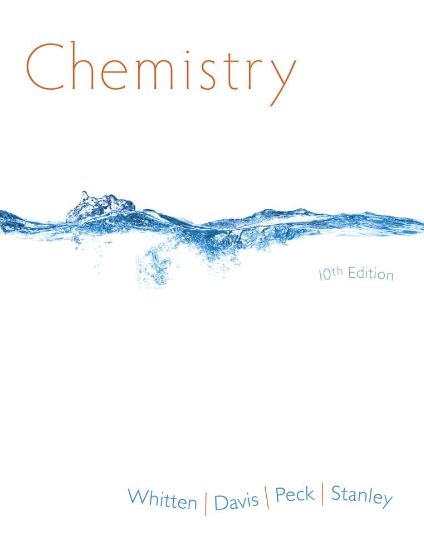 Chemistry
10th Edition
Whitten | Davis | Peck | Stanley